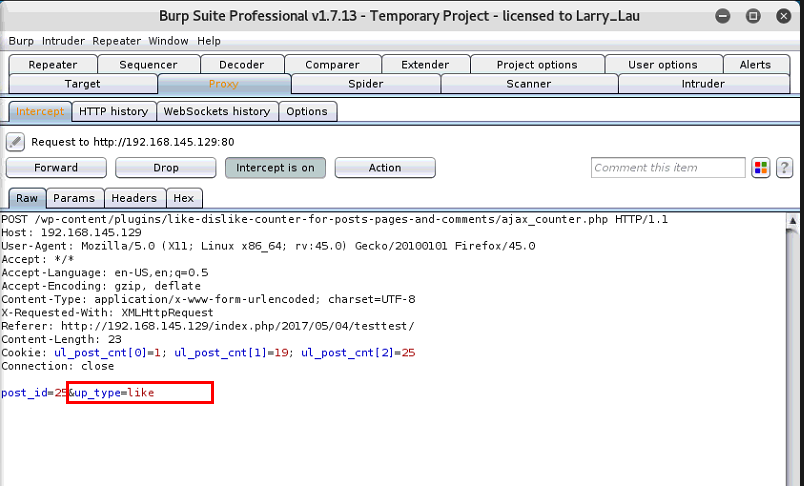 Burp Suite Professional v1.7.13 - Temporary Project - licensed to Larry_Lau
Burp Intruder Repeater Window Help
Repeater Sequencer Decoder Comparer Extender Project options User options Alerts
Target Proxy Spider Scanner Intruder
Intercept HTTP history WebSockets history Options
Request to http://192.168.145.129:80
Forward Drop Intercept is on Action Comment this item ?
Raw Params Headers Hex
POST /wp-content/plugins/like-dislike-counter-for-posts-pages-and-comments/ajax_counter.php HTTP/1.1
Host: 192.168.145.129
User-Agent: Mozilla/5.0 (X11; Linux x86_64; rv:45.0) Gecko/20100101 Firefox/45.0
Accept: */*
Accept-Language: en-US,en;q=0.5
Accept-Encoding: gzip, deflate
Content-Type: application/x-www-form-urlencoded; charset=UTF-8
X-Requested-With: XMLHttpRequest
Referer: http://192.168.145.129/index.php/2017/05/04/testtest/
Content-Length: 23
Cookie: ul_post_cnt[0]=1; ul_post_cnt[1]=19; ul_post_cnt[2]=25
Connection: close
post_id=25&up_type=like